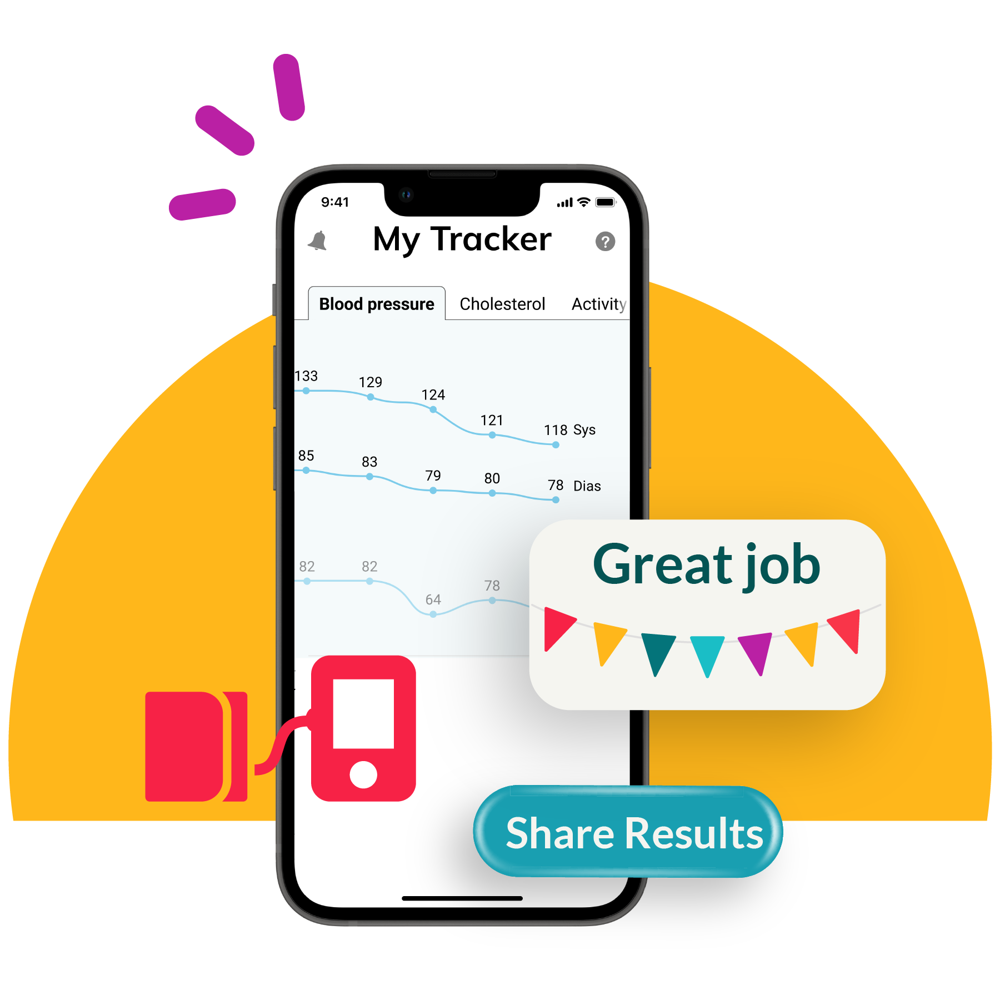 9:41
My Tracker
?
Blood pressure Cholesterol Activity
133 129 124 121 118 Sys
85 83 79 80 78 Dias
82 82 64 78
Great job
Share Results